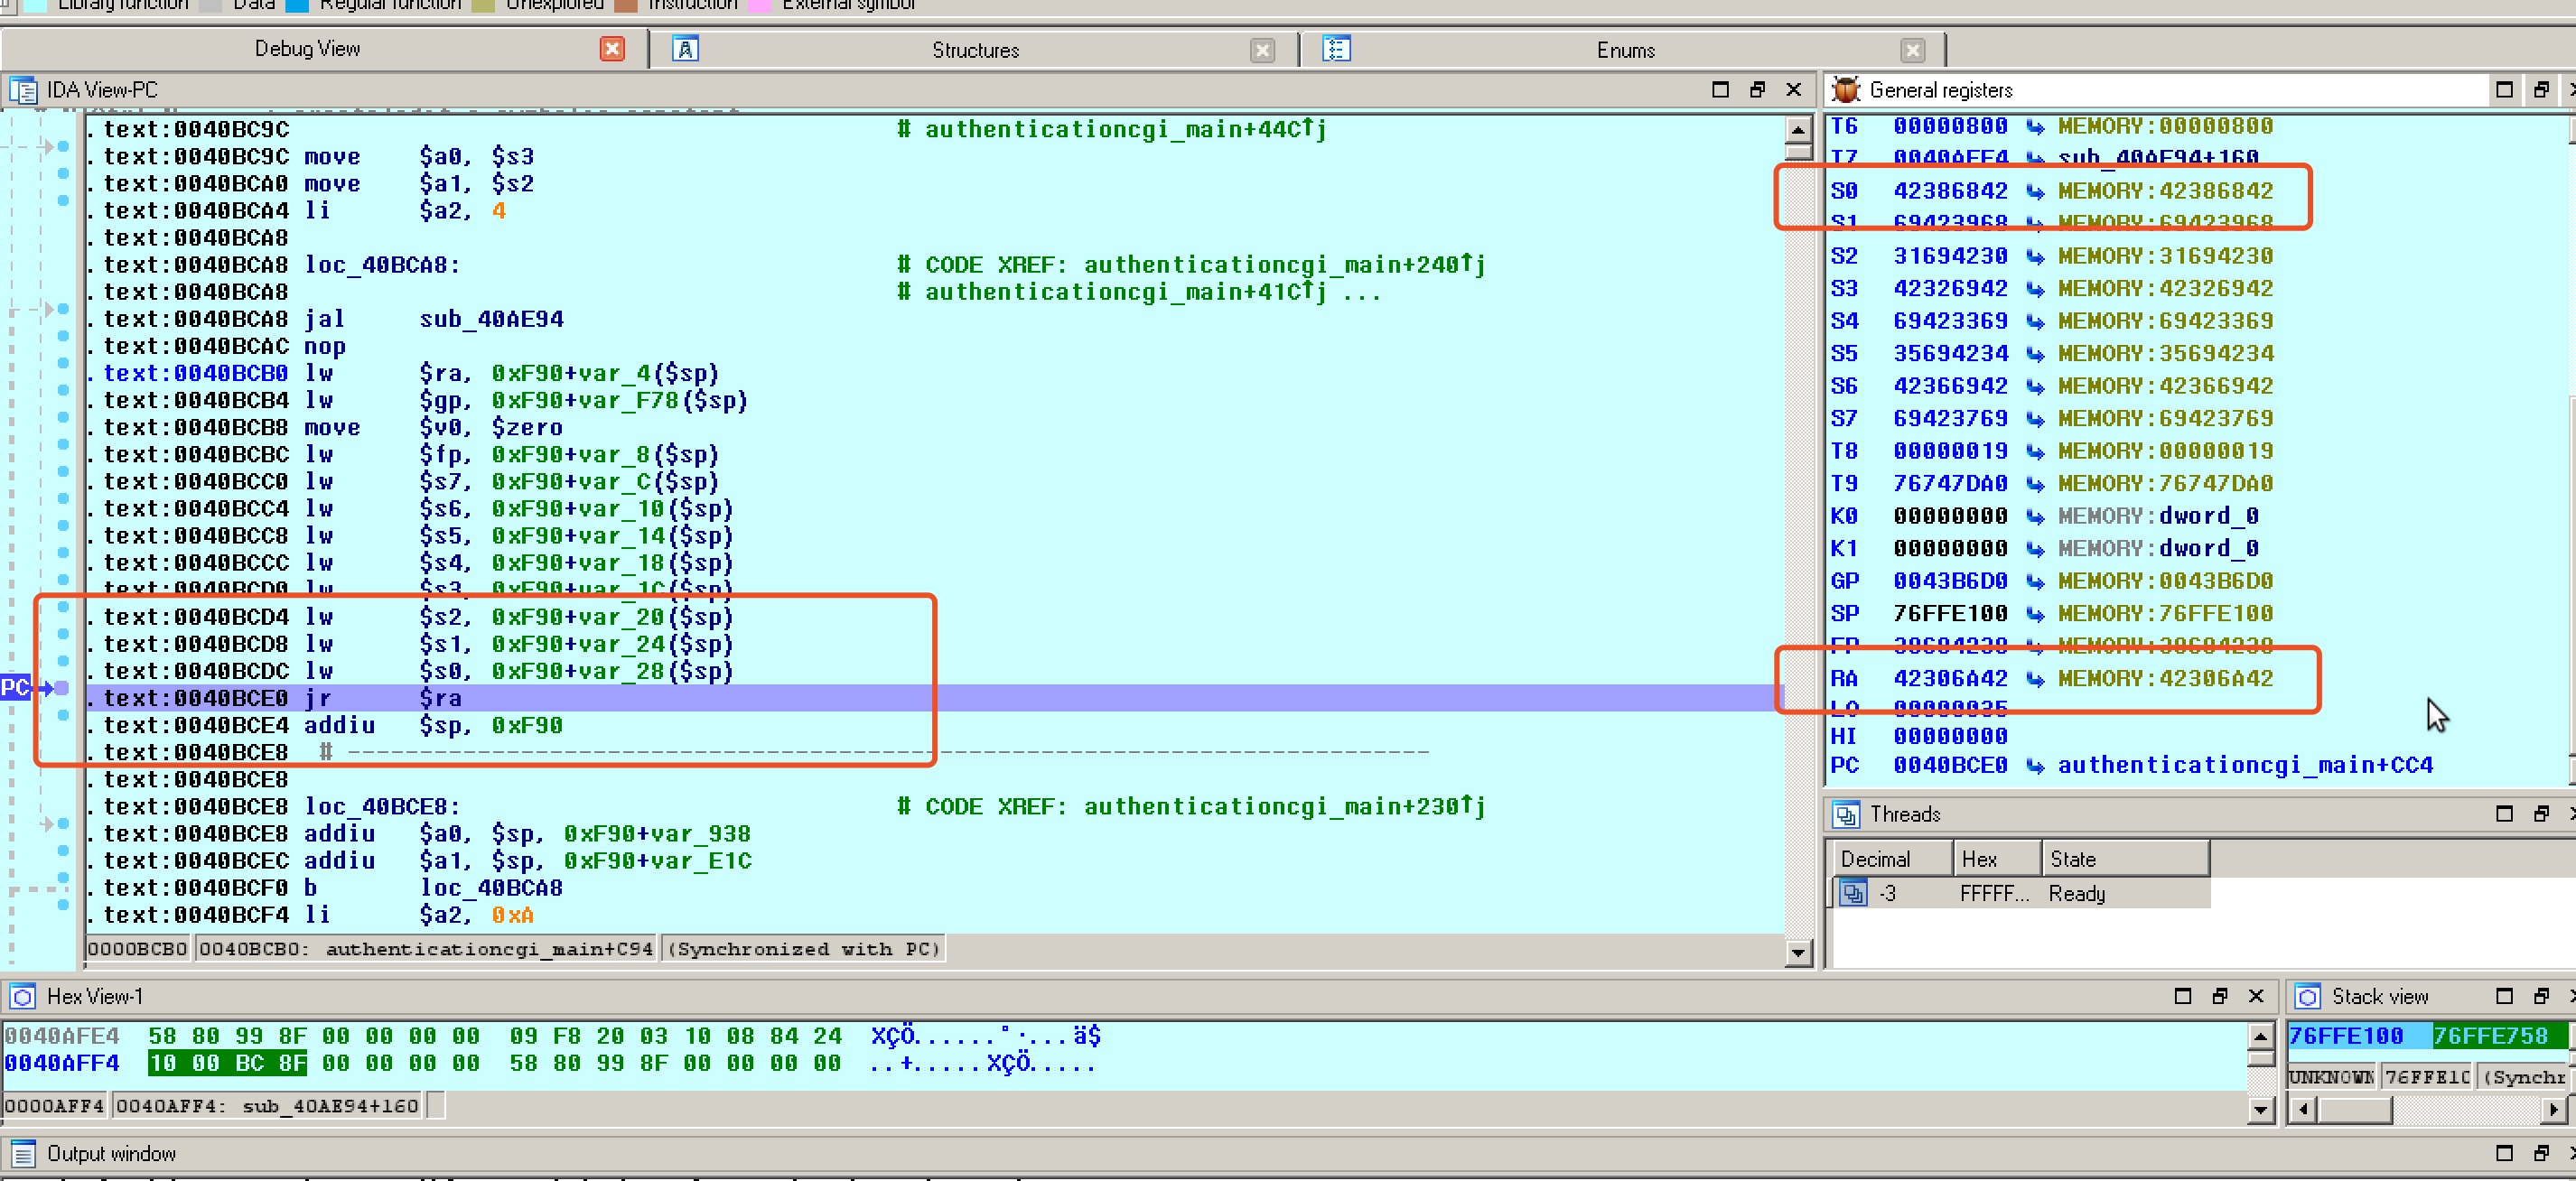 Library function Data Regular function Unexplored Instruction External symbol
Debug View Structures Enums
IDA View-PC
.text:0040BC9C # authenticationcgi_main+44C↑j
.text:0040BC9C move $a0, $s3
.text:0040BCA0 move $a1, $s2
.text:0040BCA4 li $a2, 4
.text:0040BCA8
.text:0040BCA8 loc_40BCA8: # CODE XREF: authenticationcgi_main+240↑j
.text:0040BCA8 # authenticationcgi_main+41C↑j ...
.text:0040BCA8 jal sub_40AE94
.text:0040BCAC nop
.text:0040BCB0 lw $ra, 0xF90+var_4($sp)
.text:0040BCB4 lw $gp, 0xF90+var_F78($sp)
.text:0040BCB8 move $v0, $zero
.text:0040BCBC lw $fp, 0xF90+var_8($sp)
.text:0040BCC0 lw $s7, 0xF90+var_C($sp)
.text:0040BCC4 lw $s6, 0xF90+var_10($sp)
.text:0040BCC8 lw $s5, 0xF90+var_14($sp)
.text:0040BCCC lw $s4, 0xF90+var_18($sp)
.text:0040BCD0 lw $s3, 0xF90+var_1C($sp)
.text:0040BCD4 lw $s2, 0xF90+var_20($sp)
.text:0040BCD8 lw $s1, 0xF90+var_24($sp)
.text:0040BCDC lw $s0, 0xF90+var_28($sp)
PC
.text:0040BCE0 jr $ra
.text:0040BCE4 addiu $sp, 0xF90
.text:0040BCE8 # ---------------------------------------------------------------------------
.text:0040BCE8
.text:0040BCE8 loc_40BCE8: # CODE XREF: authenticationcgi_main+230↑j
.text:0040BCE8 addiu $a0, $sp, 0xF90+var_938
.text:0040BCEC addiu $a1, $sp, 0xF90+var_E1C
.text:0040BCF0 b loc_40BCA8
.text:0040BCF4 li $a2, 0xA
0000BCB0 0040BCB0: authenticationcgi_main+C94 (Synchronized with PC)
General registers
T6 00000800 MEMORY:00000800
T7 0040AFF4 sub_40AE94+160
S0 42386842 MEMORY:42386842
S1 69423968 MEMORY:69423968
S2 31694230 MEMORY:31694230
S3 42326942 MEMORY:42326942
S4 69423369 MEMORY:69423369
S5 35694234 MEMORY:35694234
S6 42366942 MEMORY:42366942
S7 69423769 MEMORY:69423769
T8 00000019 MEMORY:00000019
T9 76747DA0 MEMORY:76747DA0
K0 00000000 MEMORY:dword_0
K1 00000000 MEMORY:dword_0
GP 0043B6D0 MEMORY:0043B6D0
SP 76FFE100 MEMORY:76FFE100
FP 38694238 MEMORY:38694238
RA 42306A42 MEMORY:42306A42
LO 00000035
HI 00000000
PC 0040BCE0 authenticationcgi_main+CC4
Threads
Decimal Hex State
-3 FFFFF... Ready
Hex View-1
0040AFE4 58 80 99 8F 00 00 00 00 09 F8 20 03 10 08 84 24 XÇÖ......°·...ä$
0040AFF4 10 00 BC 8F 00 00 00 00 58 80 99 8F 00 00 00 00 ..+.....XÇÖ.....
0000AFF4 0040AFF4: sub_40AE94+160
Stack view
76FFE100 76FFE758
UNKNOWN 76FFE10 (Synchr
Output window